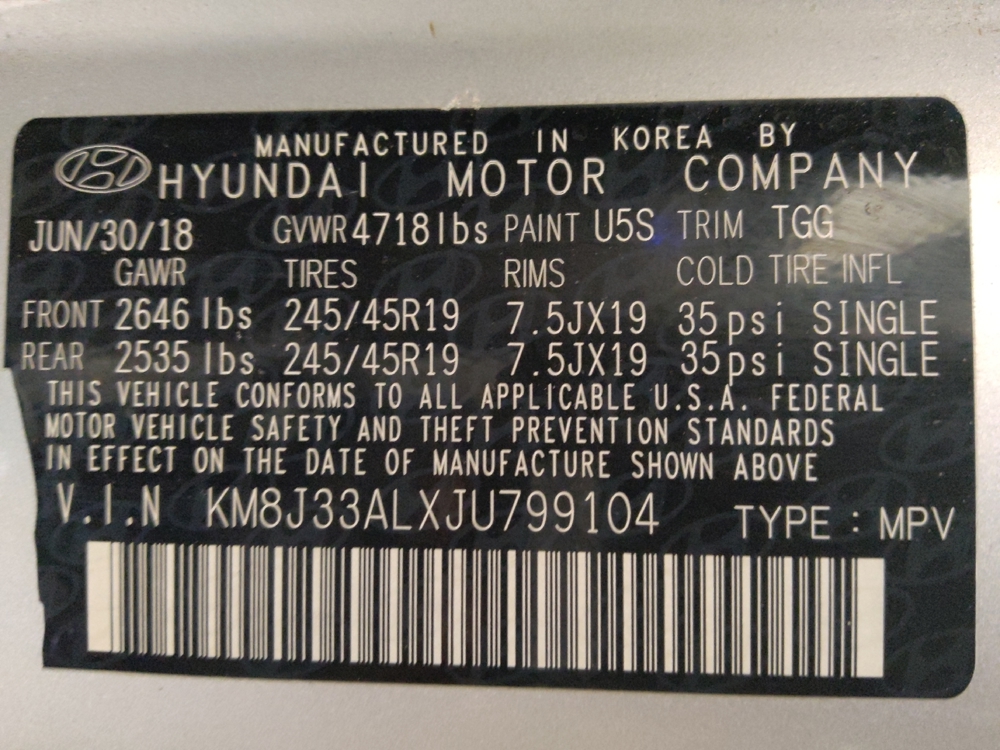 MANUFACTURED IN KOREA BY
HYUNDAI MOTOR COMPANY
JUN/30/18 GVWR 4718lbs PAINT U5S TRIM TGG
GAWR TIRES RIMS COLD TIRE INFL
FRONT 2646 lbs 245/45R19 7.5JX19 35psi SINGLE
REAR 2535 lbs 245/45R19 7.5JX19 35psi SINGLE
THIS VEHICLE CONFORMS TO ALL APPLICABLE U.S.A. FEDERAL
MOTOR VEHICLE SAFETY AND THEFT PREVENTION STANDARDS
IN EFFECT ON THE DATE OF MANUFACTURE SHOWN ABOVE
V.I.N KM8J33ALXJU799104 TYPE : MPV